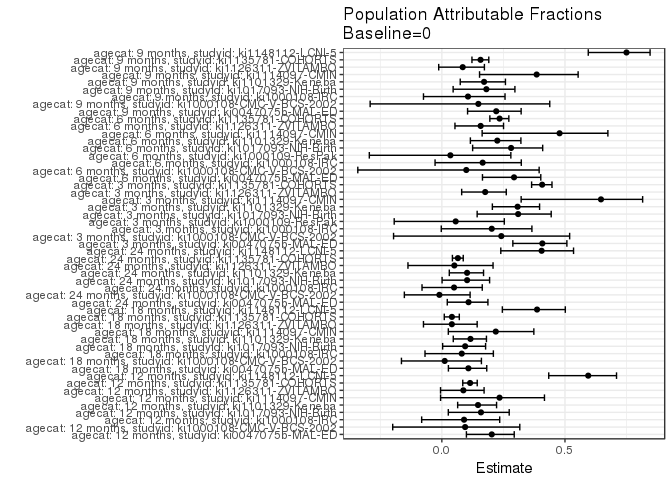 Population Attributable Fractions
Baseline=0
agecat: 9 months, studyid: ki1148112-LCNI-5
agecat: 9 months, studyid: ki1135781-COHORTS
agecat: 9 months, studyid: ki1126311-ZVITAMBO
agecat: 9 months, studyid: ki1114097-CMIN
agecat: 9 months, studyid: ki1101329-Keneba
agecat: 9 months, studyid: ki1017093-NIH-Birth
agecat: 9 months, studyid: ki1000108-IRC
agecat: 9 months, studyid: ki1000108-CMC-V-BCS-2002
agecat: 9 months, studyid: ki0047075b-MAL-ED
agecat: 6 months, studyid: ki1135781-COHORTS
agecat: 6 months, studyid: ki1126311-ZVITAMBO
agecat: 6 months, studyid: ki1114097-CMIN
agecat: 6 months, studyid: ki1101329-Keneba
agecat: 6 months, studyid: ki1017093-NIH-Birth
agecat: 6 months, studyid: ki1000109-ResPak
agecat: 6 months, studyid: ki1000108-IRC
agecat: 6 months, studyid: ki1000108-CMC-V-BCS-2002
agecat: 6 months, studyid: ki0047075b-MAL-ED
agecat: 3 months, studyid: ki1135781-COHORTS
agecat: 3 months, studyid: ki1126311-ZVITAMBO
agecat: 3 months, studyid: ki1114097-CMIN
agecat: 3 months, studyid: ki1101329-Keneba
agecat: 3 months, studyid: ki1017093-NIH-Birth
agecat: 3 months, studyid: ki1000109-ResPak
agecat: 3 months, studyid: ki1000108-IRC
agecat: 3 months, studyid: ki1000108-CMC-V-BCS-2002
agecat: 3 months, studyid: ki0047075b-MAL-ED
agecat: 24 months, studyid: ki1148112-LCNI-5
agecat: 24 months, studyid: ki1135781-COHORTS
agecat: 24 months, studyid: ki1126311-ZVITAMBO
agecat: 24 months, studyid: ki1101329-Keneba
agecat: 24 months, studyid: ki1017093-NIH-Birth
agecat: 24 months, studyid: ki1000108-IRC
agecat: 24 months, studyid: ki1000108-CMC-V-BCS-2002
agecat: 24 months, studyid: ki0047075b-MAL-ED
agecat: 18 months, studyid: ki1148112-LCNI-5
agecat: 18 months, studyid: ki1135781-COHORTS
agecat: 18 months, studyid: ki1126311-ZVITAMBO
agecat: 18 months, studyid: ki1114097-CMIN
agecat: 18 months, studyid: ki1101329-Keneba
agecat: 18 months, studyid: ki1017093-NIH-Birth
agecat: 18 months, studyid: ki1000108-IRC
agecat: 18 months, studyid: ki1000108-CMC-V-BCS-2002
agecat: 18 months, studyid: ki0047075b-MAL-ED
agecat: 12 months, studyid: ki1148112-LCNI-5
agecat: 12 months, studyid: ki1135781-COHORTS
agecat: 12 months, studyid: ki1126311-ZVITAMBO
agecat: 12 months, studyid: ki1114097-CMIN
agecat: 12 months, studyid: ki1101329-Keneba
agecat: 12 months, studyid: ki1017093-NIH-Birth
agecat: 12 months, studyid: ki1000108-IRC
agecat: 12 months, studyid: ki1000108-CMC-V-BCS-2002
agecat: 12 months, studyid: ki0047075b-MAL-ED
0.0 0.5
Estimate